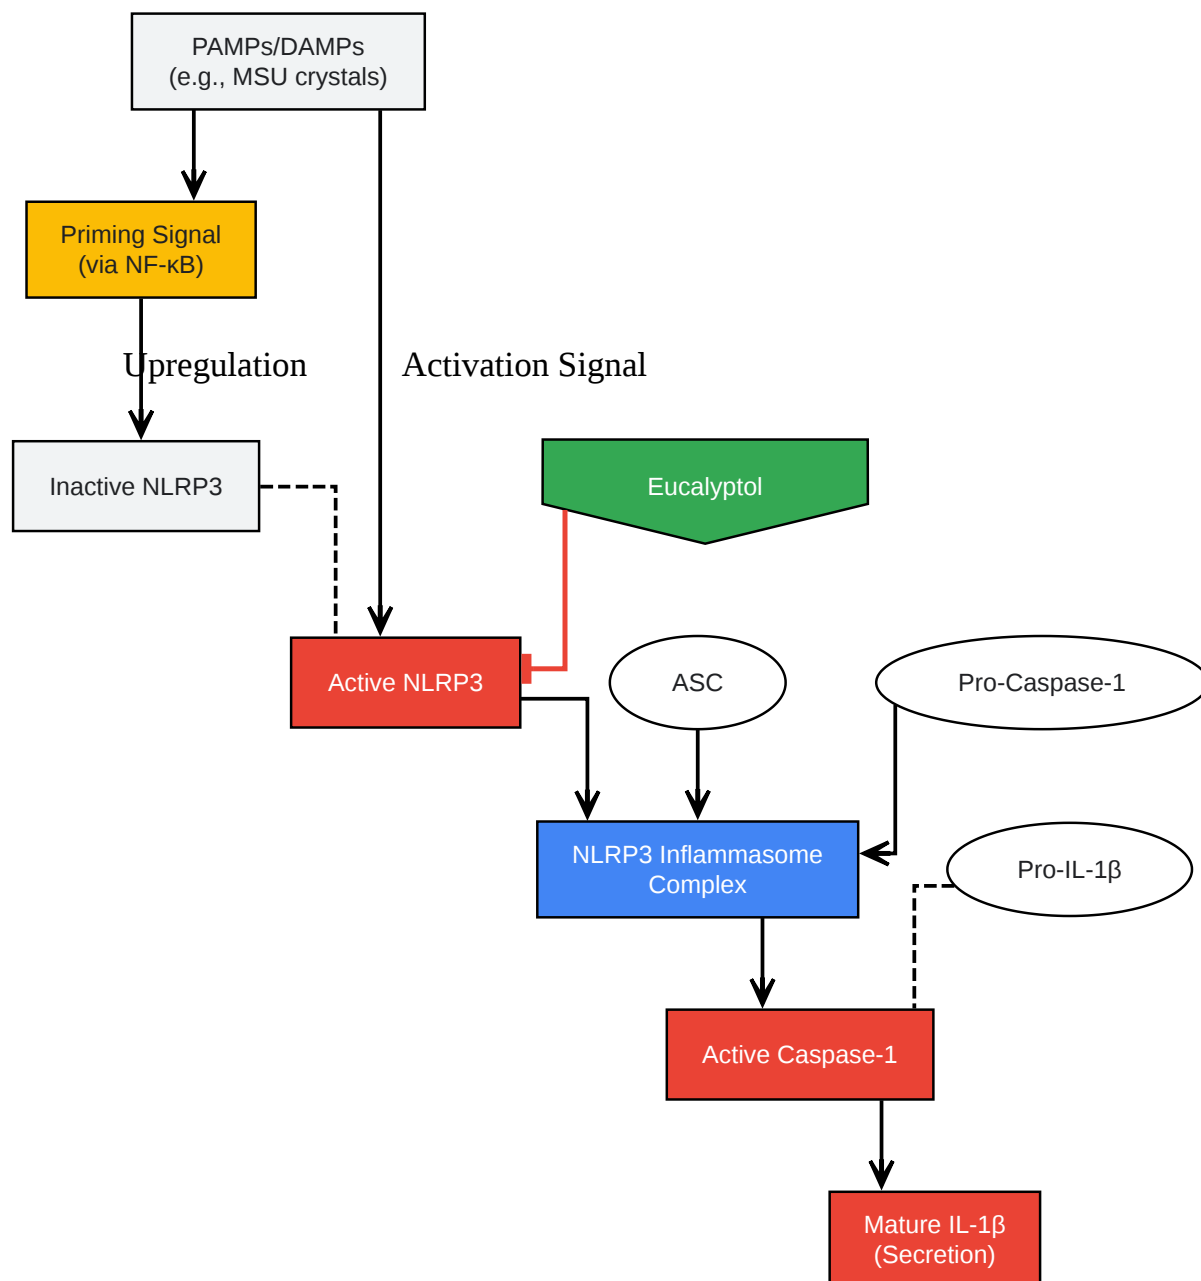 PAMPs/DAMPs
(e.g., MSU crystals)
Priming Signal
(via NF-κB)
Upregulation
Activation Signal
Inactive NLRP3
Eucalyptol
Active NLRP3
ASC
Pro-Caspase-1
NLRP3 Inflammasome
Complex
Pro-IL-1β
Active Caspase-1
Mature IL-1β
(Secretion)